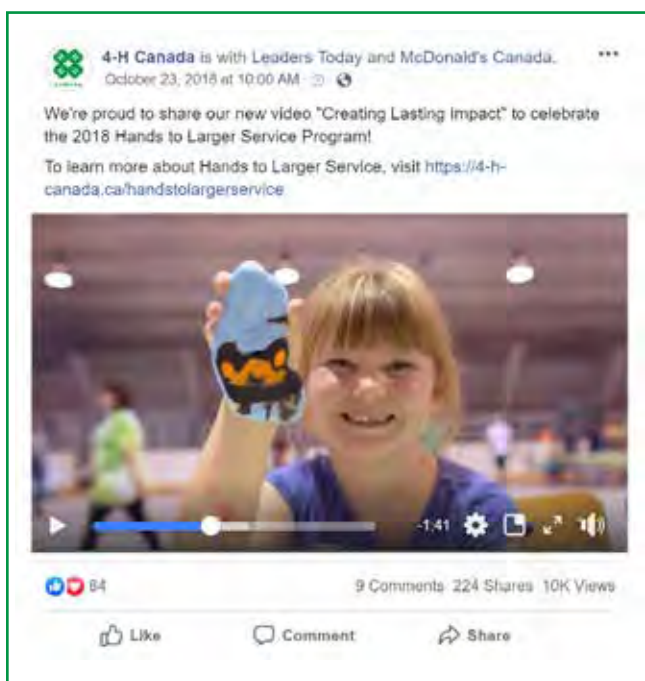 4-H Canada is with Leaders Today and McDonald's Canada.
October 23, 2018 at 10:00 AM
We're proud to share our new video "Creating Lasting Impact" to celebrate
the 2018 Hands to Larger Service Program!
To learn more about Hands to Larger Service, visit https://4-h-
canada.ca/handstolargerservice
-1:41
84
9 Comments 224 Shares 10K Views
Like Comment Share